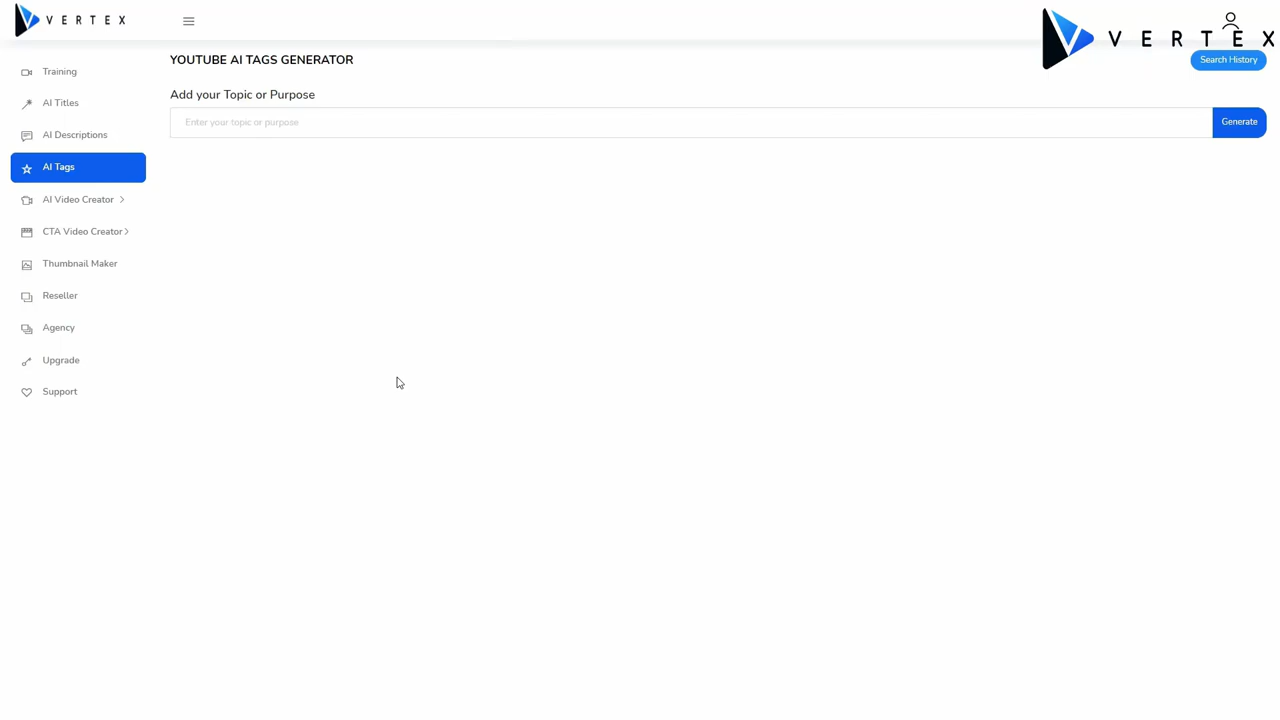 VERTEX
VERTEX
YOUTUBE AI TAGS GENERATOR
Search History
Training
Add your Topic or Purpose
AI Titles
Enter your topic or purpose
Generate
AI Descriptions
AI Tags
AI Video Creator
CTA Video Creator
Thumbnail Maker
Reseller
Agency
Upgrade
Support